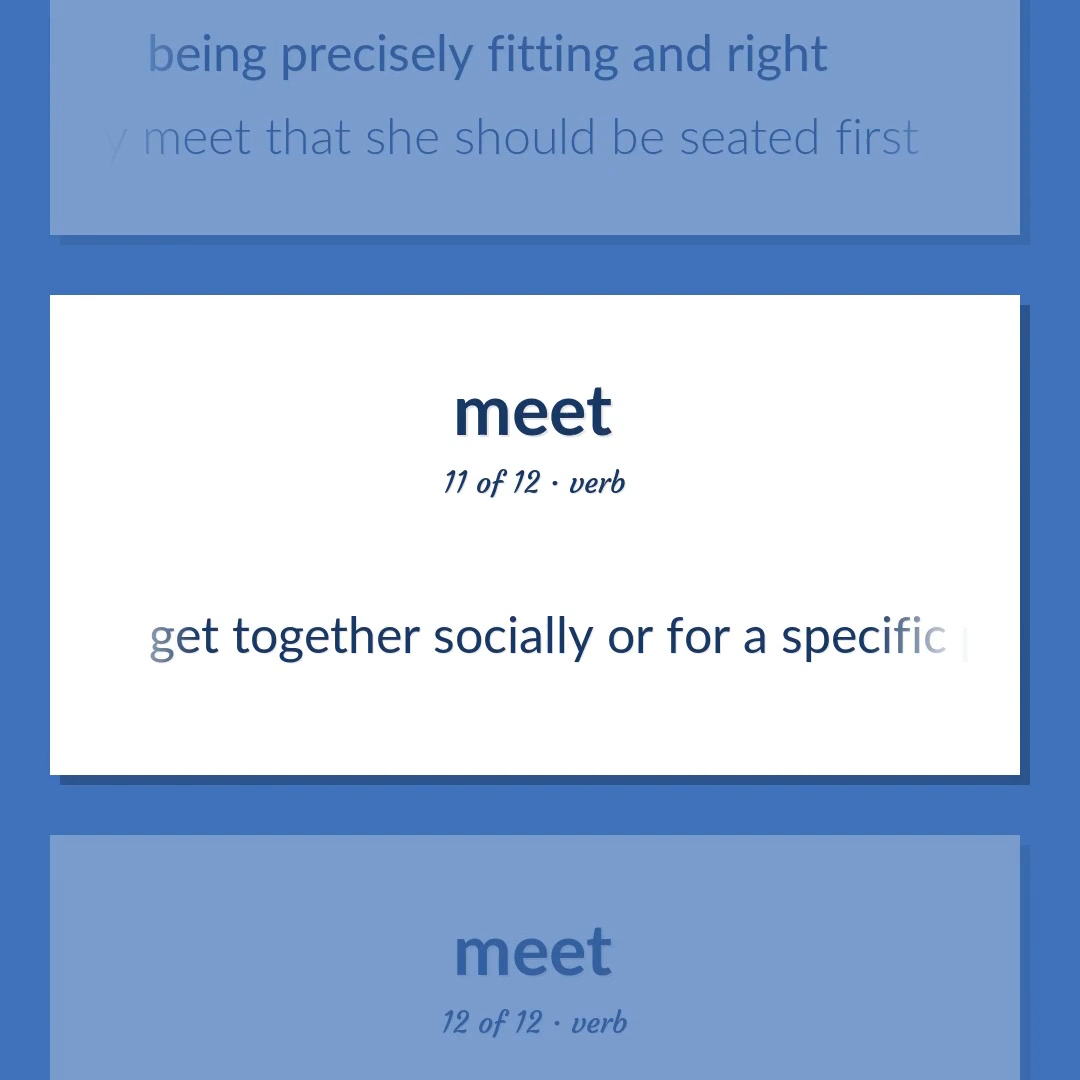 being precisely fitting and right
y meet that she should be seated first
meet
11 of 12 · verb
get together socially or for a specific
meet
12 of 12 · verb